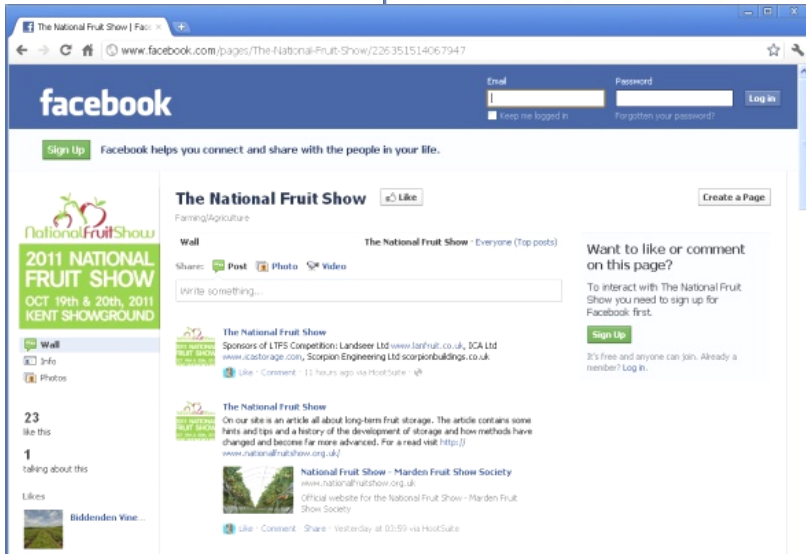 The National Fruit Show | Face
www.facebook.com/pages/The-National-Fruit-Show/226351514067947
facebook
Email
Password
Log in
Keep me logged in
Forgotten your password?
Sign Up
Facebook helps you connect and share with the people in your life.
NationalFruitShow
2011 NATIONAL
FRUIT SHOW
OCT 19th & 20th, 2011
KENT SHOWGROUND
Wall
Info
Photos
23
like this
1
talking about this
Likes
Biddenden Vine...
The National Fruit Show
Like
Farming/Agriculture
Create a Page
Wall
The National Fruit Show · Everyone (Top posts)
Share: Post Photo Video
Write something...
The National Fruit Show
Sponsors of LTFS Competition: Landseer Ltd www.lanfruit.co.uk, ICA Ltd
www.icastorage.com, Scorpion Engineering Ltd scorpionbuildings.co.uk
Like · Comment · 11 hours ago via HootSuite ·
The National Fruit Show
On our site is an article all about long-term fruit storage. The article contains some
hints and tips and a history of the development of storage and how methods have
changed and become far more advanced. For a read visit http://
www.nationalfruitshow.org.uk/
National Fruit Show - Marden Fruit Show Society
www.nationalfruitshow.org.uk
Official website for the National Fruit Show - Marden Fruit
Show Society
Like · Comment · Share · Yesterday at 03:59 via HootSuite ·
Want to like or comment
on this page?
To interact with The National Fruit
Show you need to sign up for
Facebook first.
Sign Up
It's free and anyone can join. Already a
member? Log in.